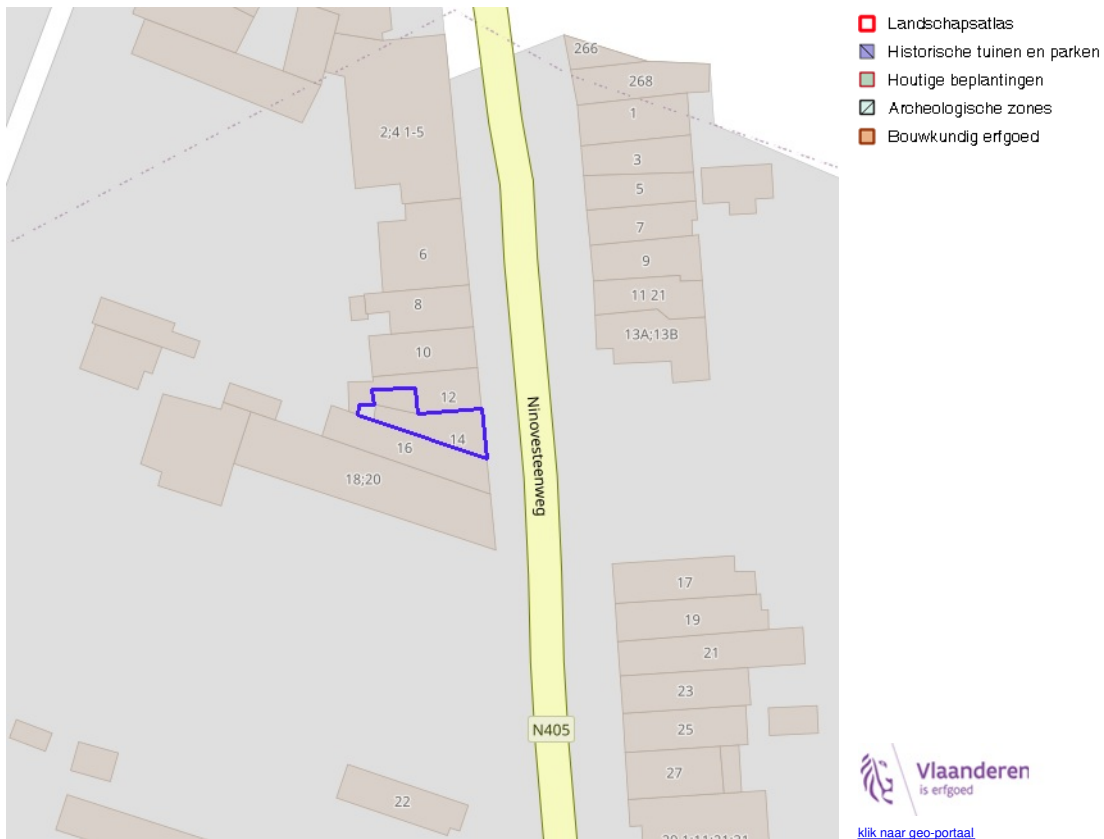 266
268
2;4 1-5
1
3
5
6
7
9
8
11 21
13A;13B
10
12
14
16
18;20
Ninovesteenweg
17
19
21
23
25
N405
27
22
Landschapsatlas
Historische tuinen en parken
Houtige beplantingen
Archeologische zones
Bouwkundig erfgoed
Vlaanderen
is erfgoed
klik naar geo-portaal